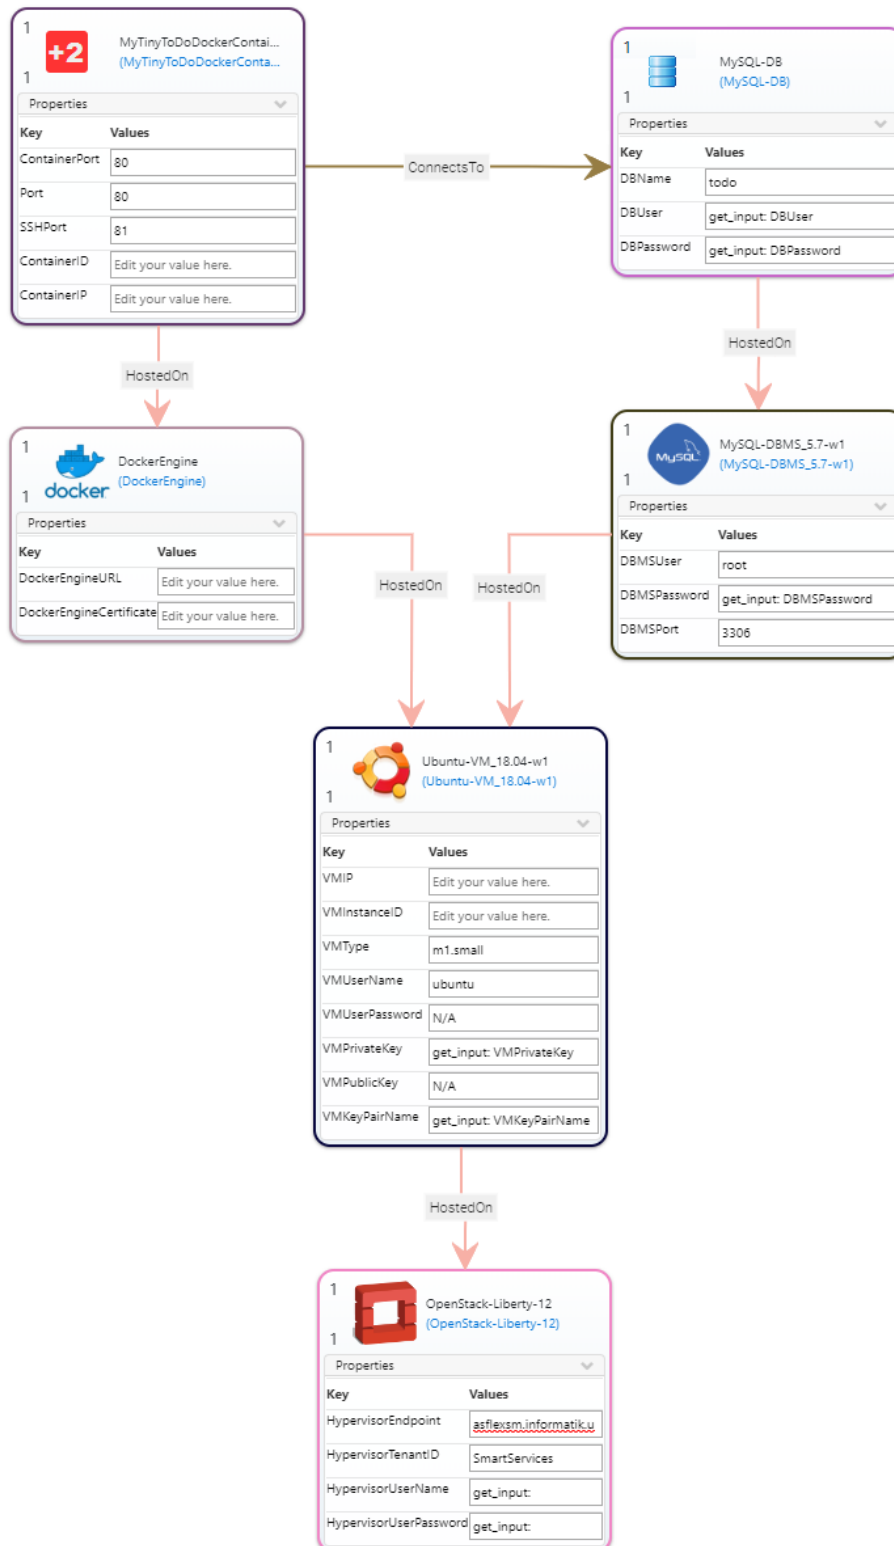 1
+2
MyTinyToDoDockerContai...
(MyTinyToDoDockerConta...
1
Properties
Key Values
ContainerPort 80
Port 80
SSHPort 81
ContainerID Edit your value here.
ContainerIP Edit your value here.
ConnectsTo
1
MySQL-DB
(MySQL-DB)
1
Properties
Key Values
DBName todo
DBUser get_input: DBUser
DBPassword get_input: DBPassword
HostedOn
HostedOn
1
docker
DockerEngine
(DockerEngine)
1
Properties
Key Values
DockerEngineURL Edit your value here.
DockerEngineCertificate Edit your value here.
1
MySQL
MySQL-DBMS_5.7-w1
(MySQL-DBMS_5.7-w1)
1
Properties
Key Values
DBMSUser root
DBMSPassword get_input: DBMSPassword
DBMSPort 3306
HostedOn
HostedOn
1
Ubuntu-VM_18.04-w1
(Ubuntu-VM_18.04-w1)
1
Properties
Key Values
VMIP Edit your value here.
VMInstanceID Edit your value here.
VMType m1.small
VMUserName ubuntu
VMUserPassword N/A
VMPrivateKey get_input: VMPrivateKey
VMPublicKey N/A
VMKeyPairName get_input: VMKeyPairName
HostedOn
1
OpenStack-Liberty-12
(OpenStack-Liberty-12)
1
Properties
Key Values
HypervisorEndpoint asflexsm.informatik.u
HypervisorTenantID SmartServices
HypervisorUserName get_input:
HypervisorUserPassword get_input: